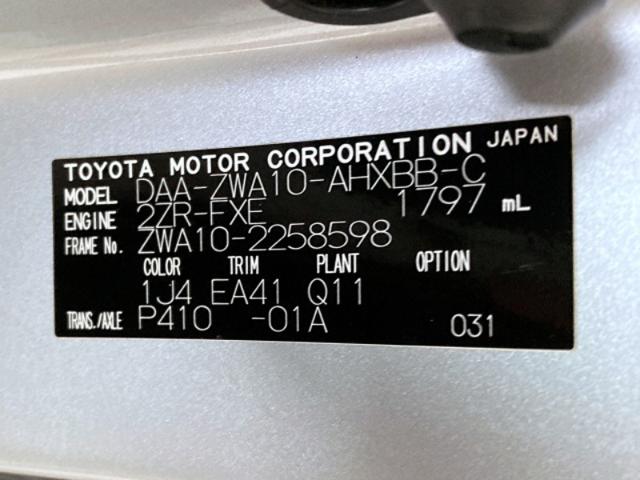 TOYOTA MOTOR CORPORATION JAPAN
MODEL DAA-ZWA10-AHXBB-C
ENGINE 2ZR-FXE 1797 mL
FRAME No. ZWA10-2258598
COLOR TRIM PLANT OPTION
1J4 EA41 Q11
TRANS./AXLE P410 -01A 031